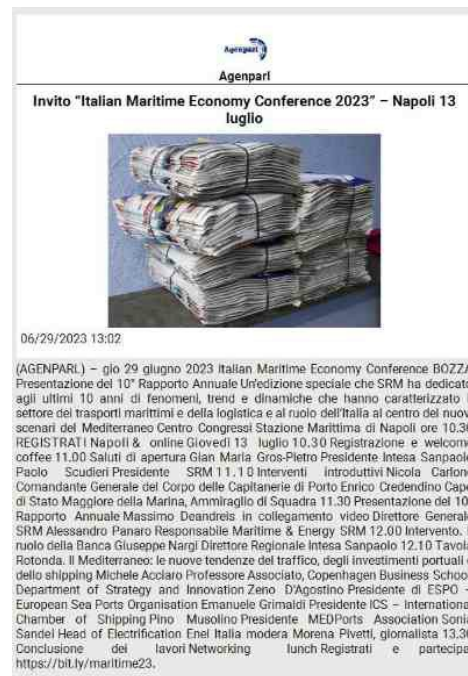 Agenparl
Agenparl
Invito "Italian Maritime Economy Conference 2023" – Napoli 13
luglio
06/29/2023 13:02
(AGENPARL) – gio 29 giugno 2023 Italian Maritime Economy Conference BOZZA
Presentazione del 10° Rapporto Annuale Un'edizione speciale che SRM ha dedicato
agli ultimi 10 anni di fenomeni, trend e dinamiche che hanno caratterizzato
settore dei trasporti marittimi e della logistica e al ruolo dell'Italia al centro dei nuov
scenari del Mediterraneo Centro Congressi Stazione Marittima di Napoli ore 10.30
REGISTRATI Napoli & online Giovedì 13 luglio 10.30 Registrazione e welcome
coffee 11.00 Saluti di apertura Gian Maria Gros-Pietro Presidente Intesa Sanpaolo
Paolo Scudieri Presidente SRM 11.10 Interventi introduttivi Nicola Carlon
Comandante Generale del Corpo delle Capitanerie di Porto Enrico Credendino Capo
di Stato Maggiore della Marina, Ammiraglio di Squadra 11.30 Presentazione del 10
Rapporto Annuale Massimo Deandreis in collegamento video Direttore Generale
SRM Alessandro Panaro Responsabile Maritime & Energy SRM 12.00 Intervento.
ruolo della Banca Giuseppe Nargi Direttore Regionale Intesa Sanpaolo 12.10 Tavola
Rotonda. Il Mediterraneo: le nuove tendenze del traffico, degli investimenti portuali e
dello shipping Michele Acciaro Professore Associato, Copenhagen Business School
Department of Strategy and Innovation Zeno D'Agostino Presidente di ESPO –
European Sea Ports Organisation Emanuele Grimaldi Presidente ICS – International
Chamber of Shipping Pino Musolino Presidente MEDPorts Association Sonia
Sandei Head of Electrification Enel Italia modera Morena Pivetti, giornalista 13.30
Conclusione dei lavori Networking lunch Registrati e partecipa
https://bit.ly/maritime23.